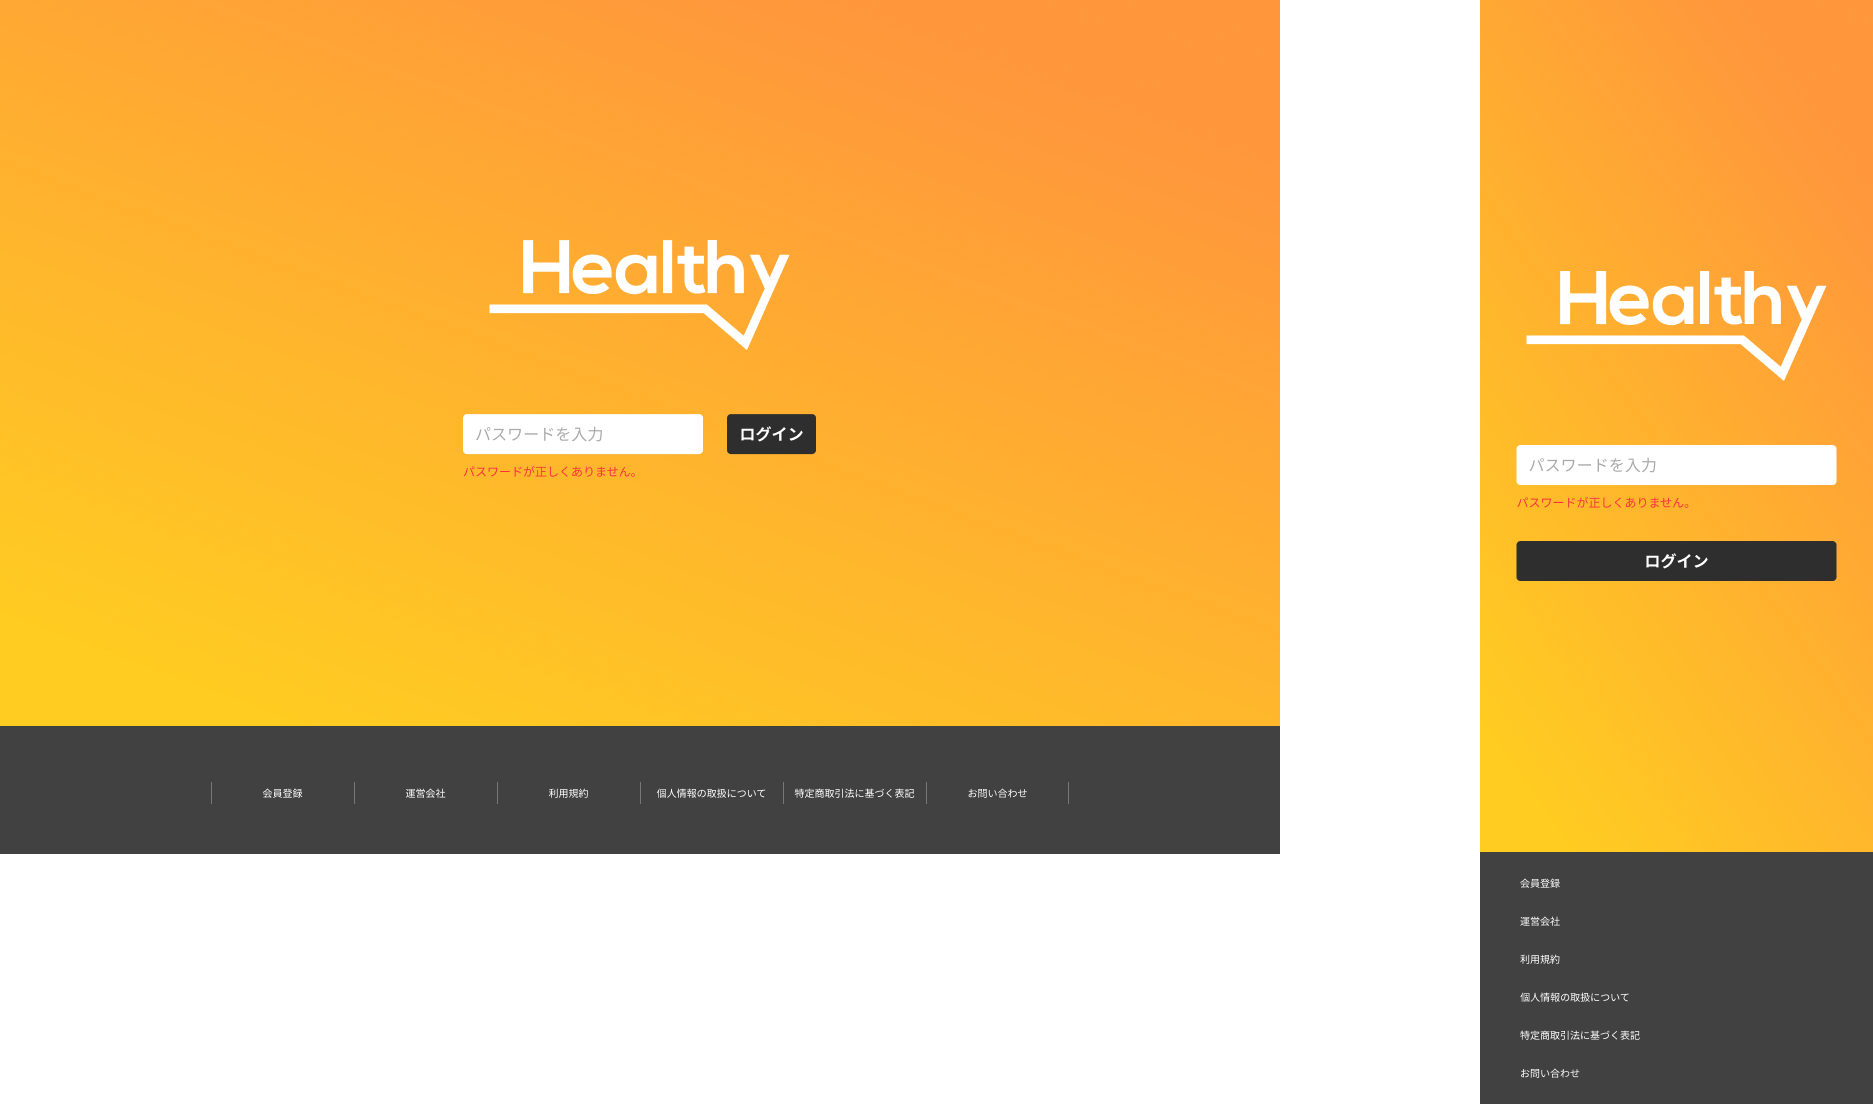 Healthy
パスワードを入力
ログイン
パスワードが正しくありません。
会員登録
運営会社
利用規約
個人情報の取扱について
特定商取引法に基づく表記
お問い合わせ
Healthy
パスワードを入力
パスワードが正しくありません。
ログイン
会員登録
運営会社
利用規約
個人情報の取扱について
特定商取引法に基づく表記
お問い合わせ